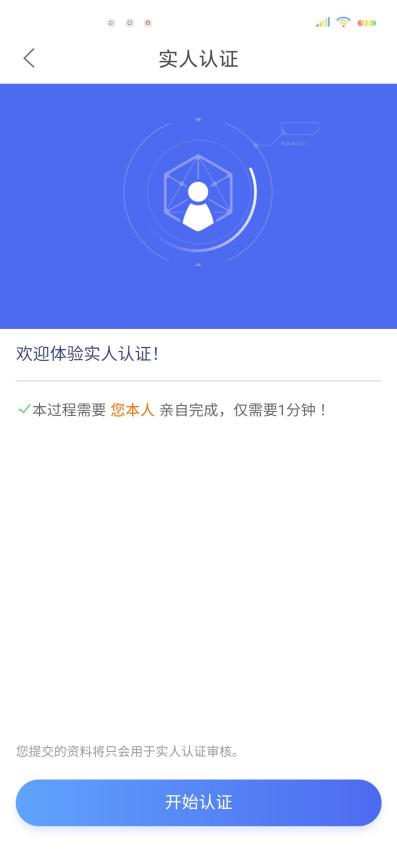 实人认证
欢迎体验实人认证！
本过程需要 您本人 亲自完成，仅需要1分钟！
您提交的资料将只会用于实人认证审核。
开始认证